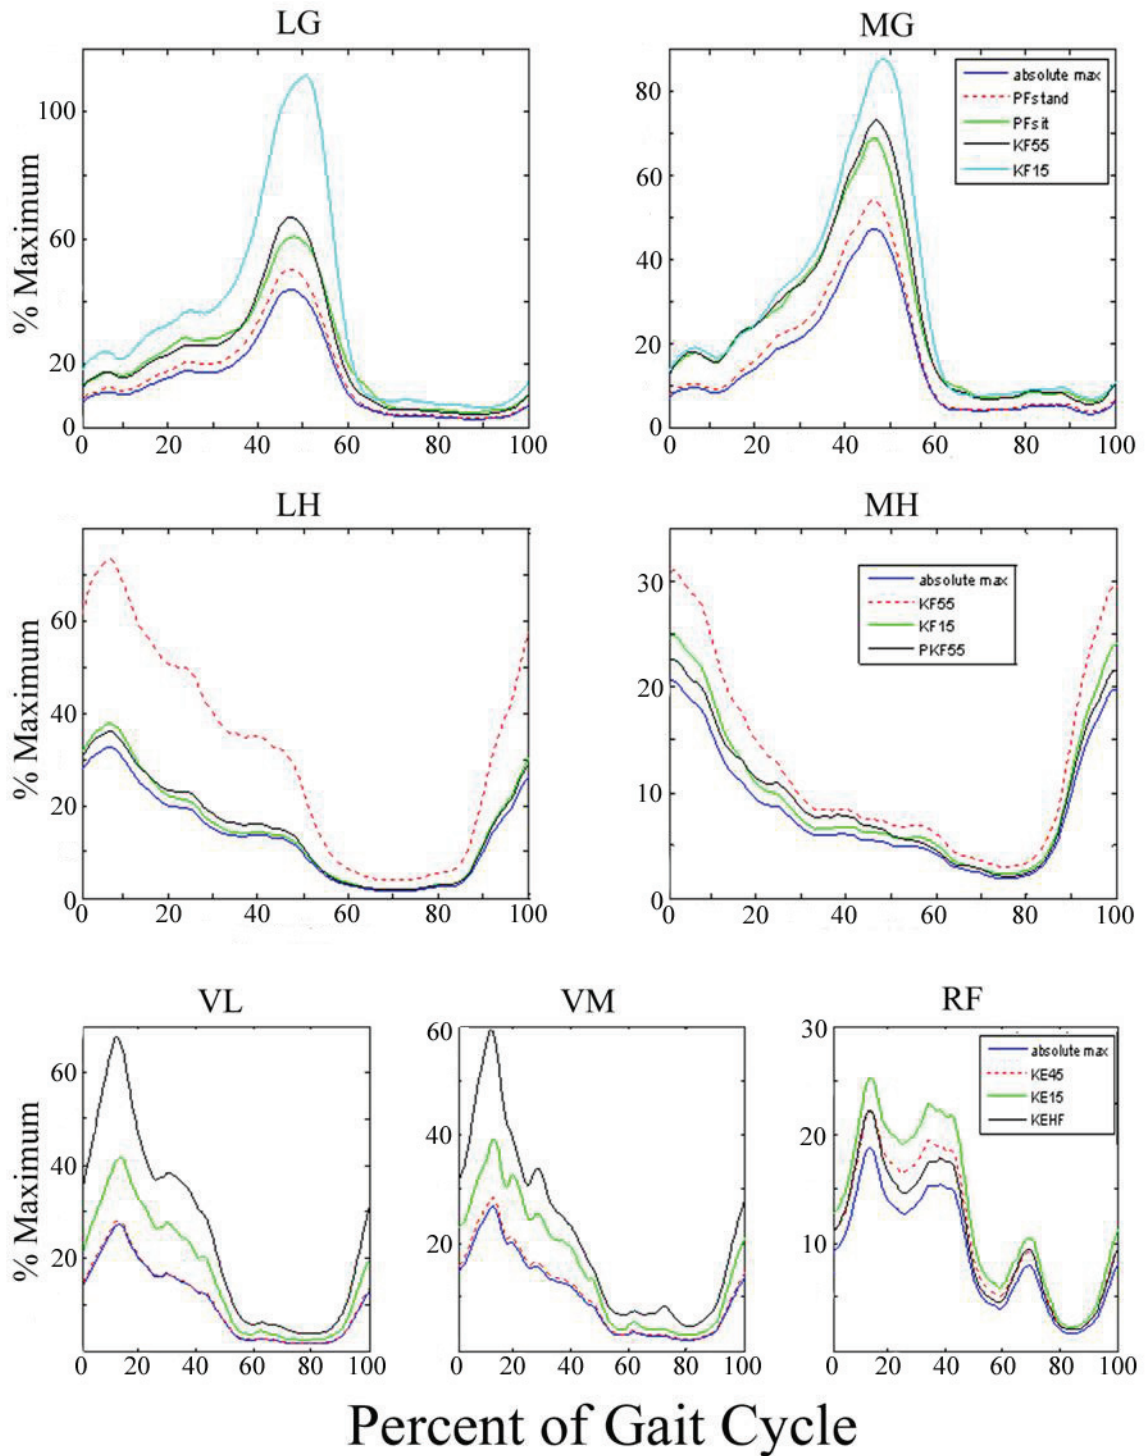 LG
MG
% Maximum
100
60
20
0
0 20 40 60 80 100
80
60
40
20
0
0 20 40 60 80 100
absolute max
PFstand
PFsit
KF55
KF15
LH
MH
% Maximum
60
40
20
0
0 20 40 60 80 100
30
20
10
0
0 20 40 60 80 100
absolute max
KF55
KF15
PKF55
VL
VM
RF
% Maximum
60
40
20
0 20 40 60 80 100
60
40
20
0 20 40 60 80 100
30
20
10
0 20 40 60 80 100
absolute max
KE45
KE15
KEHF
Percent of Gait Cycle